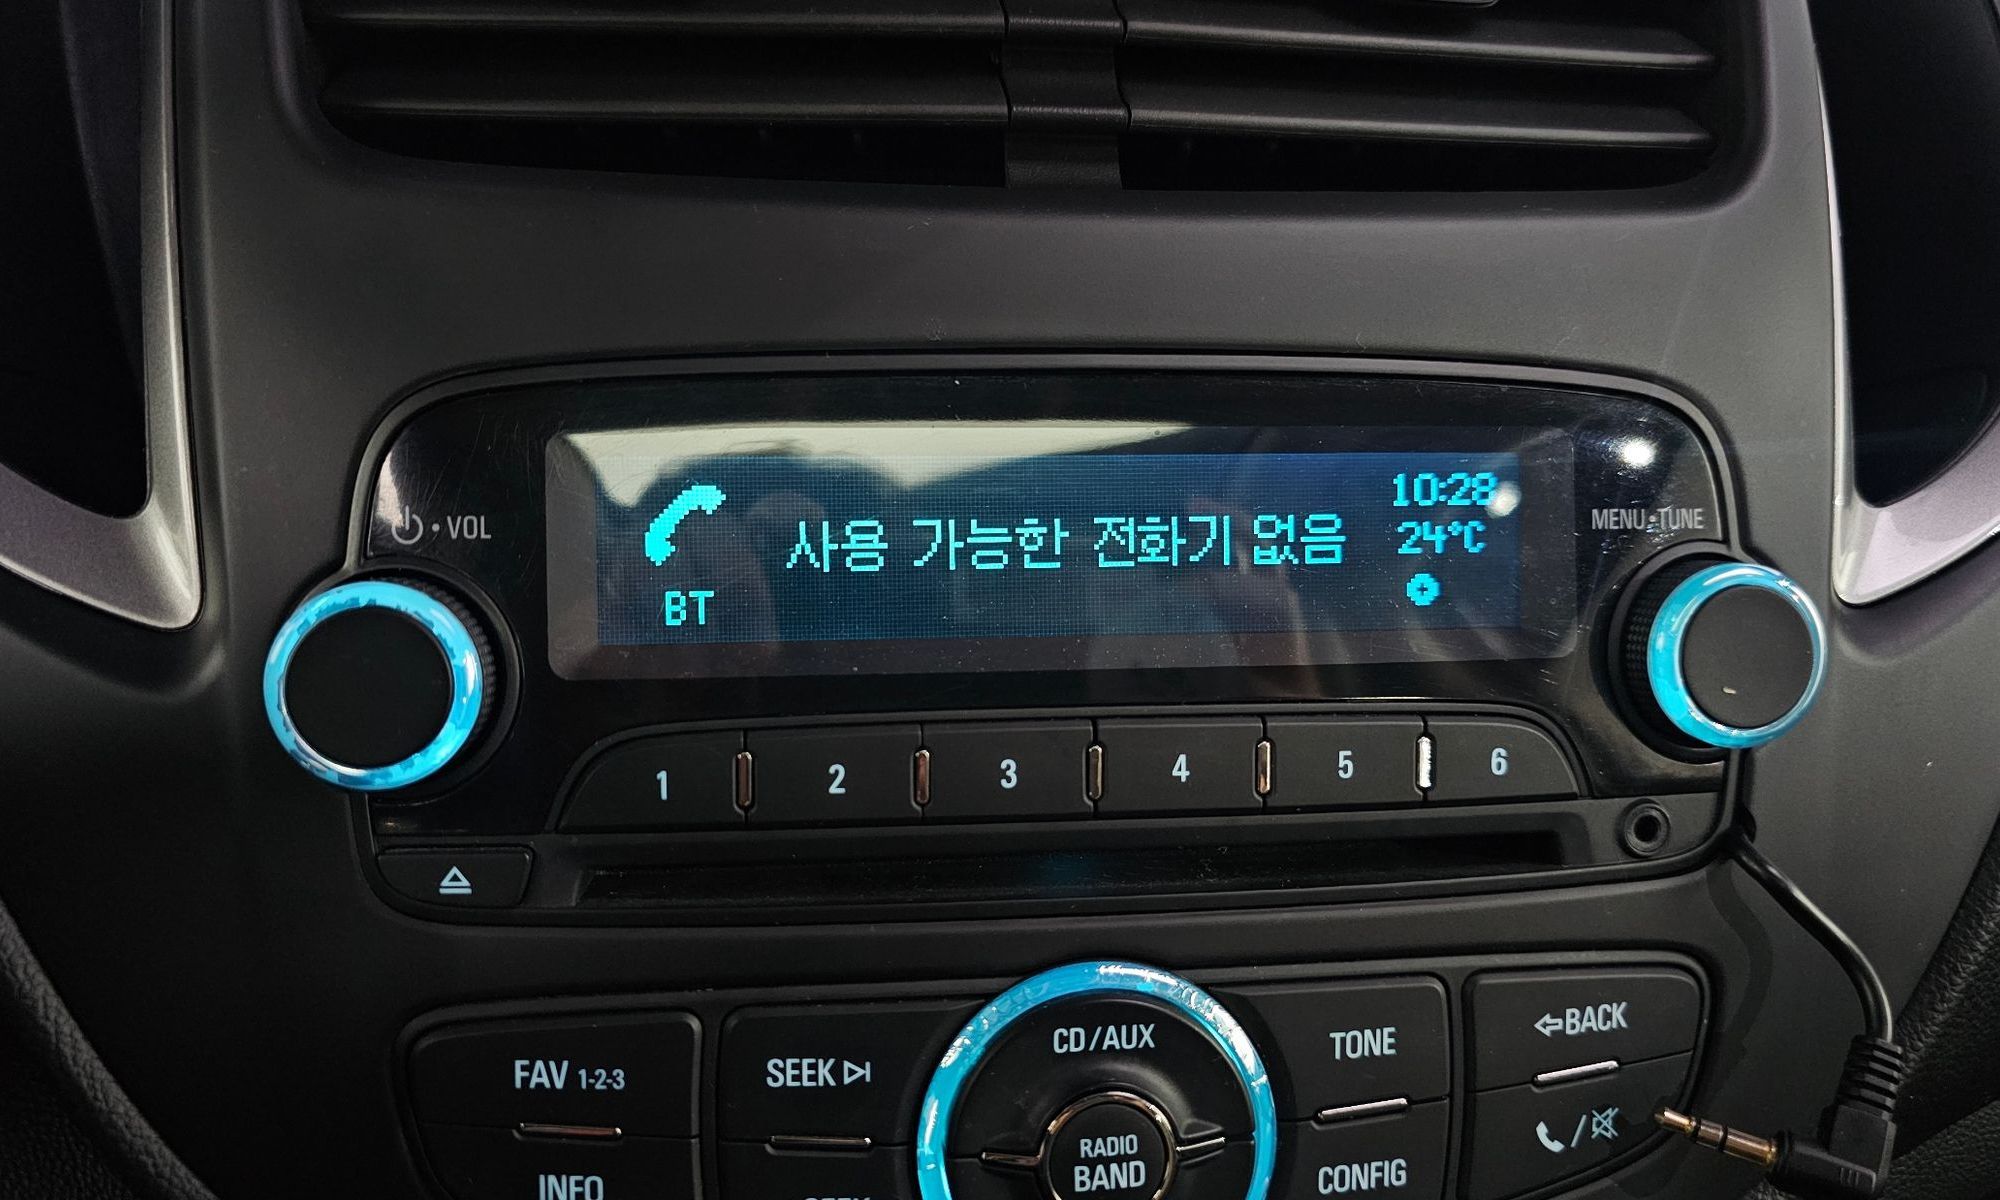 VOL
BT
사용 가능한 전화기 없음
10:28
24°C
MENU·TUNE
1
2
3
4
5
6
FAV 1-2-3
SEEK
CD/AUX
TONE
BACK
RADIO
BAND
INFO
SEEK
CONFIG